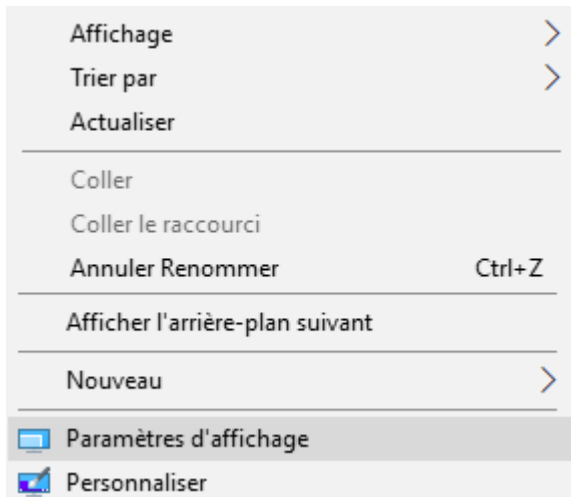 Affichage
Trier par
Actualiser
Coller
Coller le raccourci
Annuler Renommer Ctrl+Z
Afficher l'arrière-plan suivant
Nouveau
Paramètres d'affichage
Personnaliser